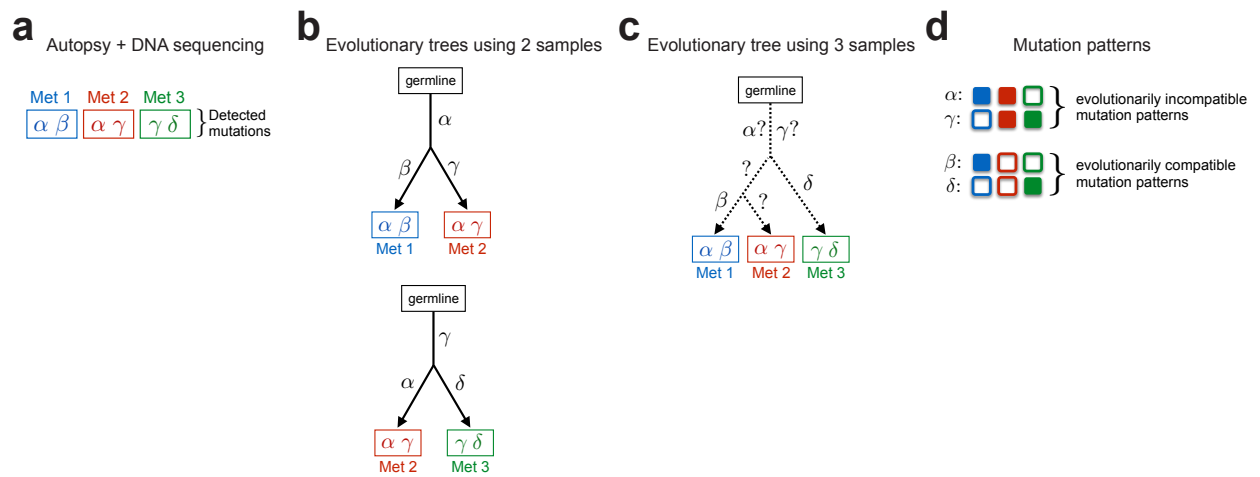 a
Autopsy + DNA sequencing
Met 1 Met 2 Met 3
α β α γ γ δ
Detected
mutations
b
Evolutionary trees using 2 samples
germline
α
β γ
α β α γ
Met 1 Met 2
germline
γ
α δ
α γ γ δ
Met 2 Met 3
c
Evolutionary tree using 3 samples
germline
α? γ?
?
δ
β ?
α β α γ γ δ
Met 1 Met 2 Met 3
d
Mutation patterns
α:
γ:
evolutionarily incompatible
mutation patterns
β:
δ:
evolutionarily compatible
mutation patterns